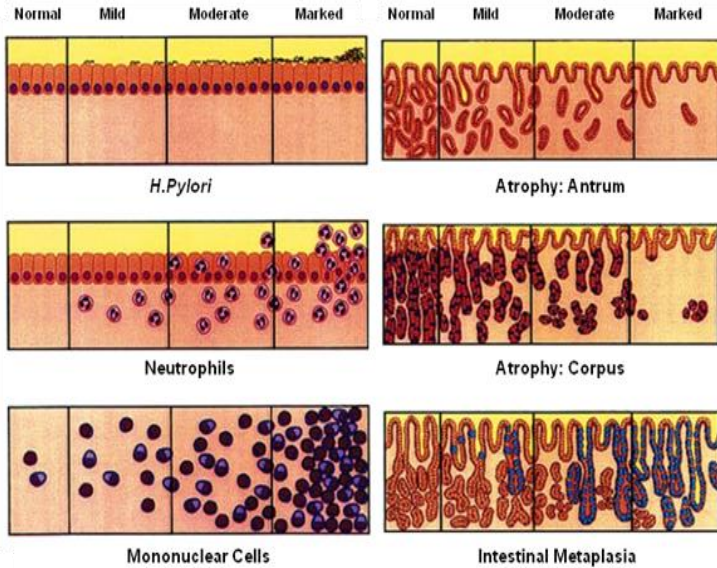 Normal Mild Moderate Marked Normal Mild Moderate Marked
H.Pylori Atrophy: Antrum
Neutrophils Atrophy: Corpus
Mononuclear Cells Intestinal Metaplasia